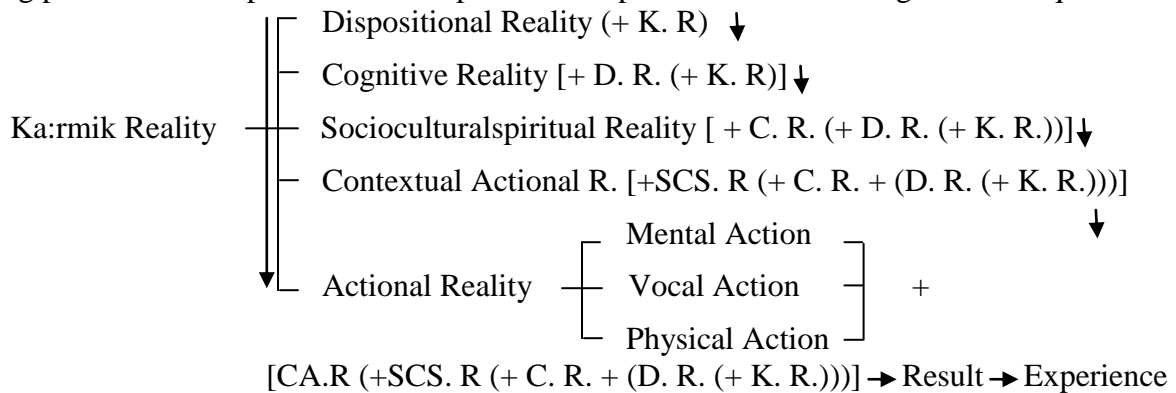 Dispositional Reality (+ K. R)
Cognitive Reality [+ D. R. (+ K. R)]
Ka:rmik Reality
Socioculturalspiritual Reality [ + C. R. (+ D. R. (+ K. R.))]
Contextual Actional R. [+SCS. R (+ C. R. + (D. R. (+ K. R.)))]
Mental Action
Actional Reality
Vocal Action
+
Physical Action
[CA.R (+SCS. R (+ C. R. + (D. R. (+ K. R.)))] → Result → Experience